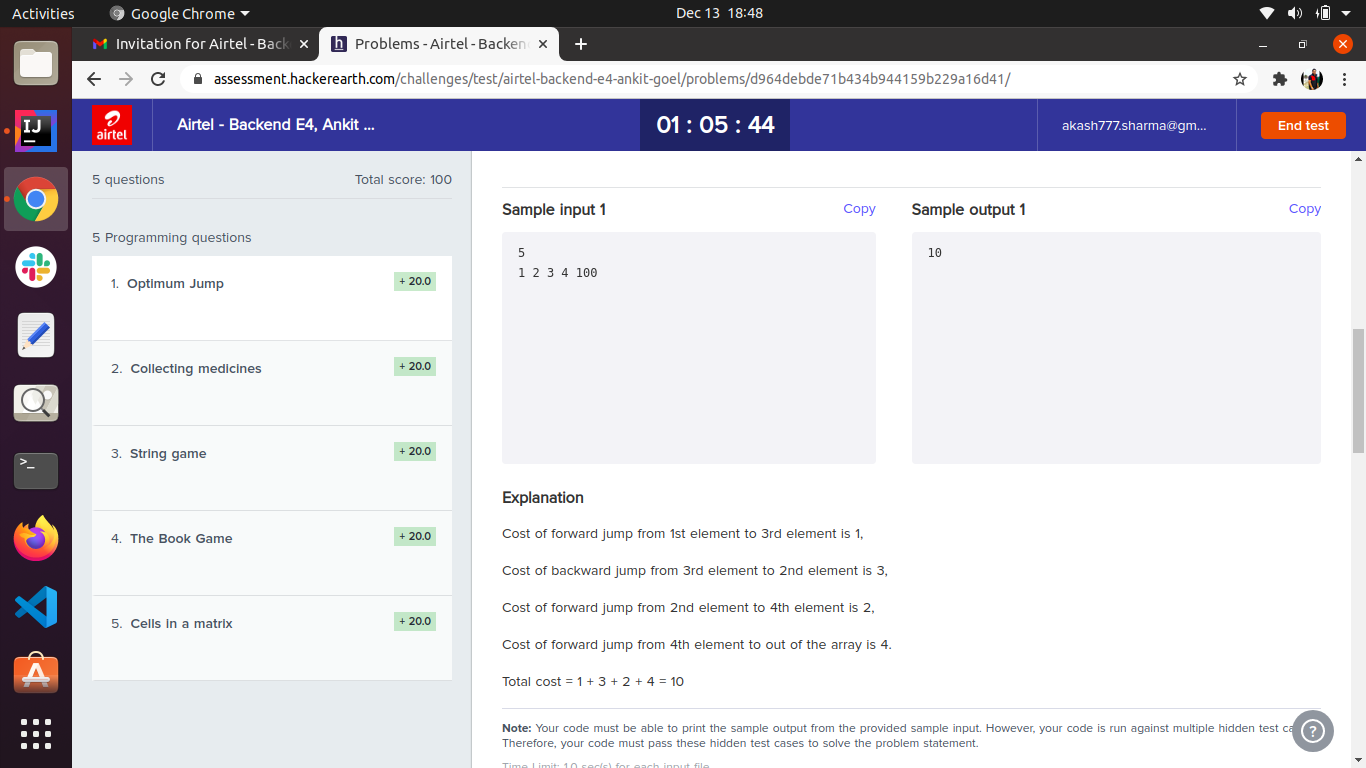 Activities
Google Chrome
Dec 13 18:48
Invitation for Airtel - Back
Problems - Airtel - Backen
assessment.hackerearth.com/challenges/test/airtel-backend-e4-ankit-goel/problems/d964debde71b434b944159b229a16d41/
airtel
Airtel - Backend E4, Ankit ...
01 : 05 : 44
akash777.sharma@gm...
End test
5 questions
Total score: 100
5 Programming questions
1. Optimum Jump
+ 20.0
2. Collecting medicines
+ 20.0
3. String game
+ 20.0
4. The Book Game
+ 20.0
5. Cells in a matrix
+ 20.0
Sample input 1
Copy
5
1 2 3 4 100
Sample output 1
Copy
10
Explanation
Cost of forward jump from 1st element to 3rd element is 1,
Cost of backward jump from 3rd element to 2nd element is 3,
Cost of forward jump from 2nd element to 4th element is 2,
Cost of forward jump from 4th element to out of the array is 4.
Total cost = 1 + 3 + 2 + 4 = 10
Note: Your code must be able to print the sample output from the provided sample input. However, your code is run against multiple hidden test ca
Therefore, your code must pass these hidden test cases to solve the problem statement.
Time Limit: 1.0 sec(s) for each input file
IJ